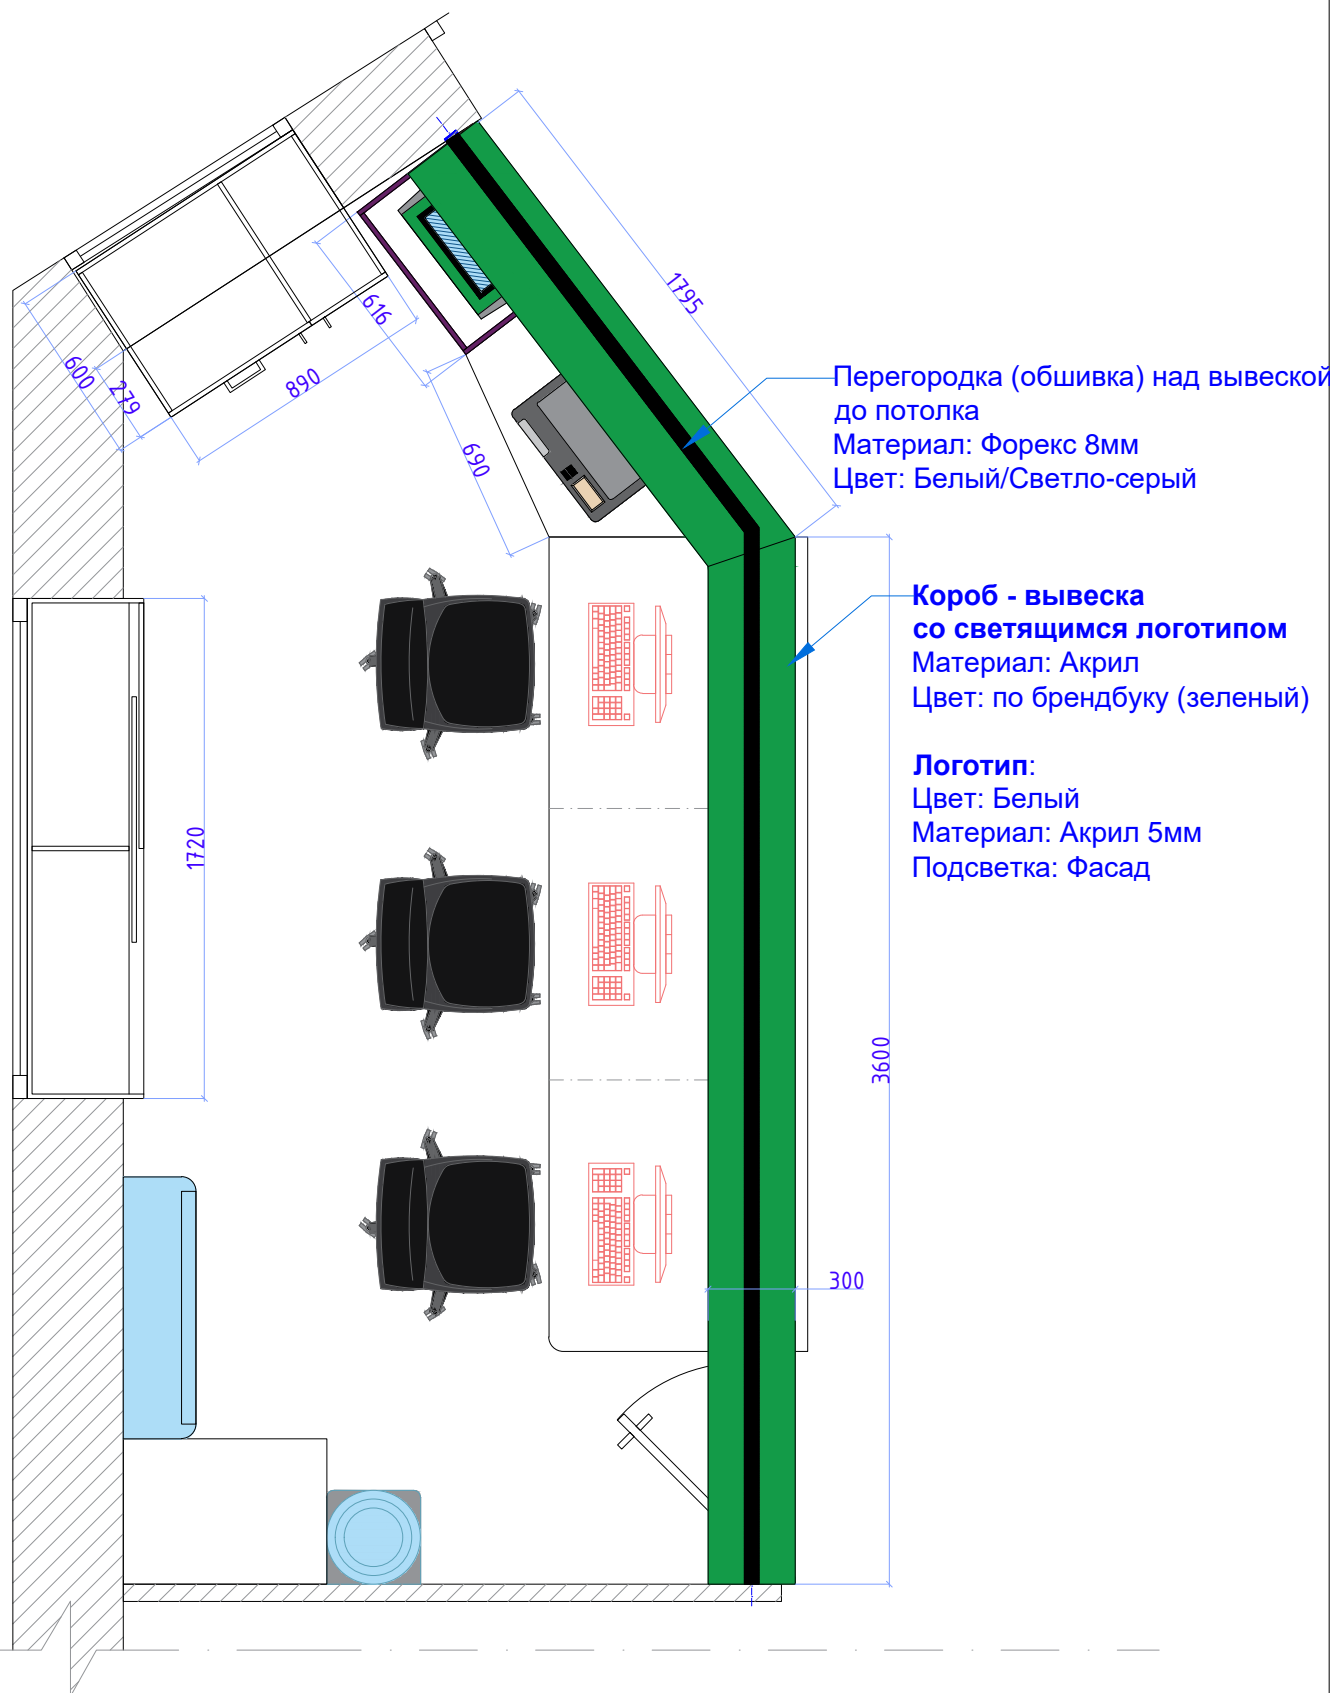 1795
616
600
279
890
690
Перегородка (обшивка) над вывеской
до потолка
Материал: Форекс 8мм
Цвет: Белый/Светло-серый
Короб - вывеска
со светящимся логотипом
Материал: Акрил
Цвет: по брендбуку (зеленый)
Логотип:
Цвет: Белый
Материал: Акрил 5мм
Подсветка: Фасад
1720
3600
300